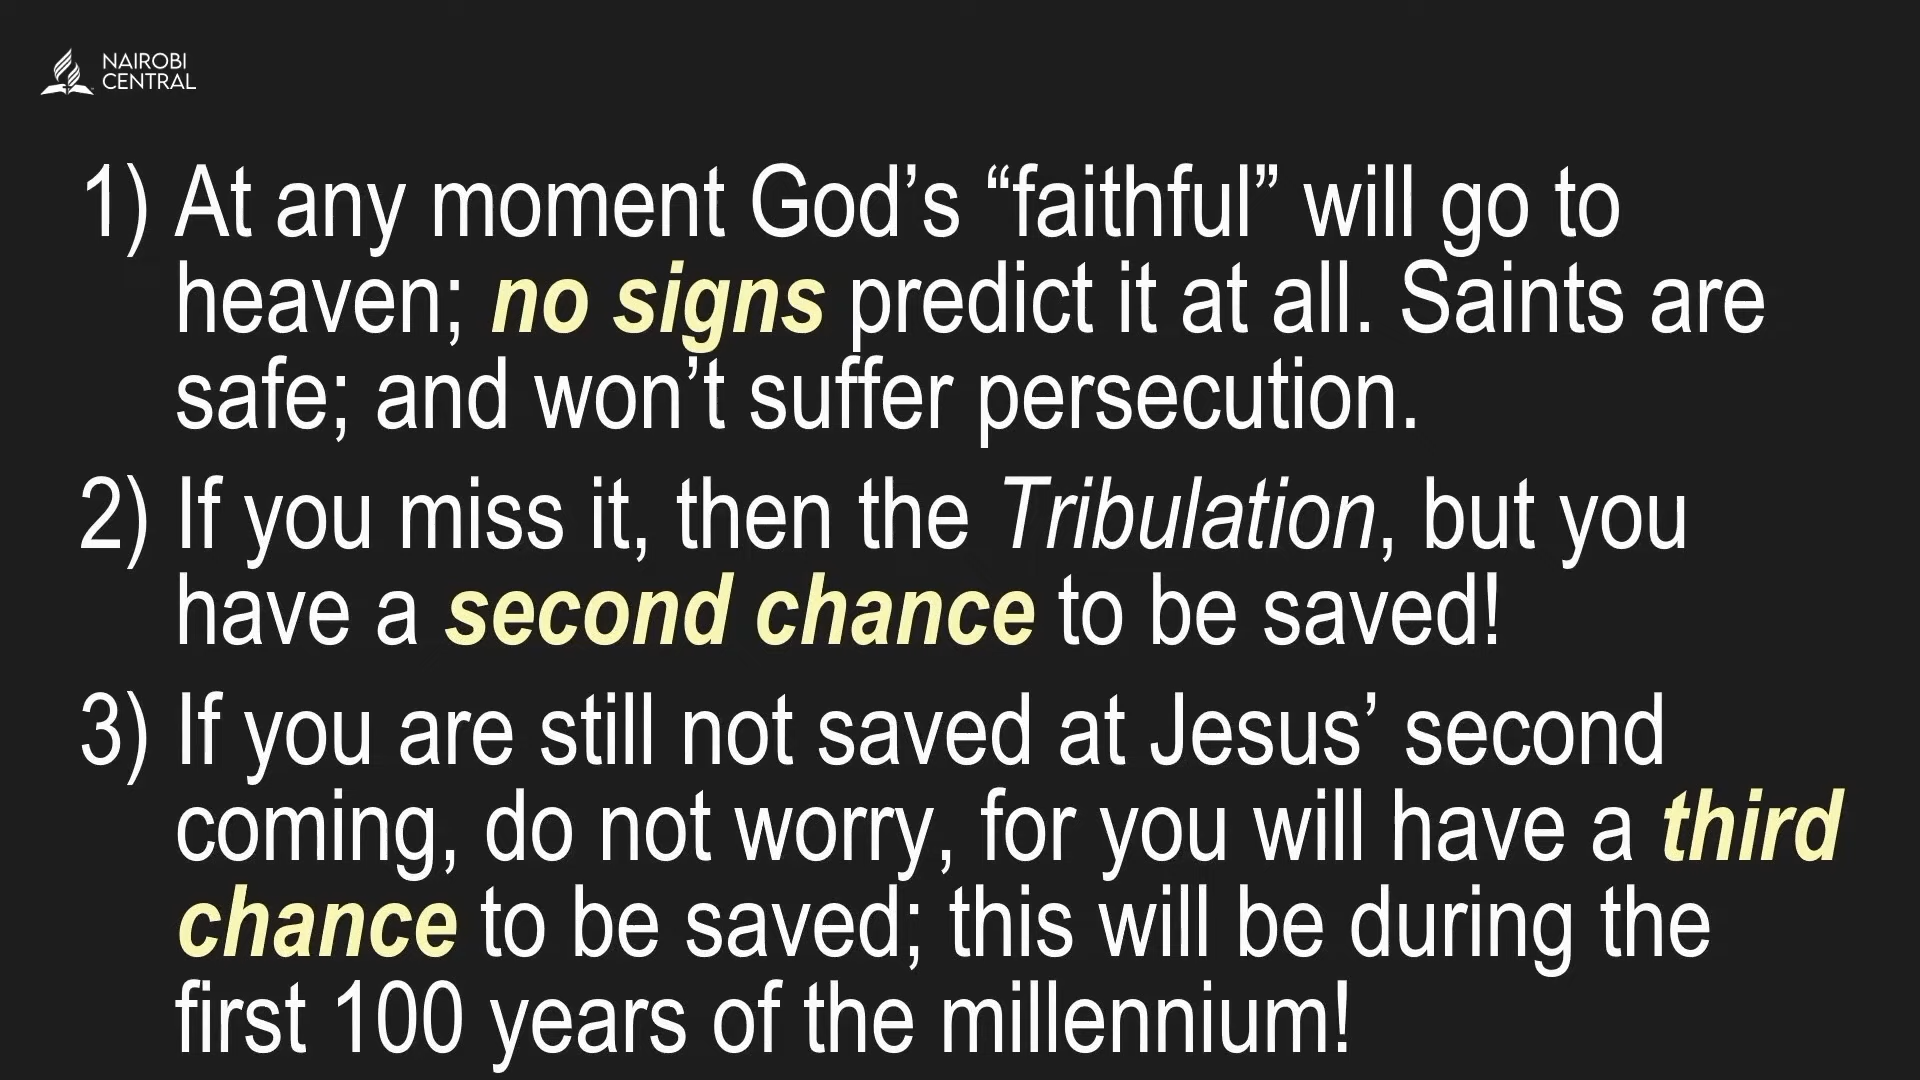 NAIROBI
CENTRAL
1) At any moment God’s “faithful” will go to
heaven; no signs predict it at all. Saints are
safe; and won’t suffer persecution.
2) If you miss it, then the Tribulation, but you
have a second chance to be saved!
3) If you are still not saved at Jesus’ second
coming, do not worry, for you will have a third
chance to be saved; this will be during the
first 100 years of the millennium!